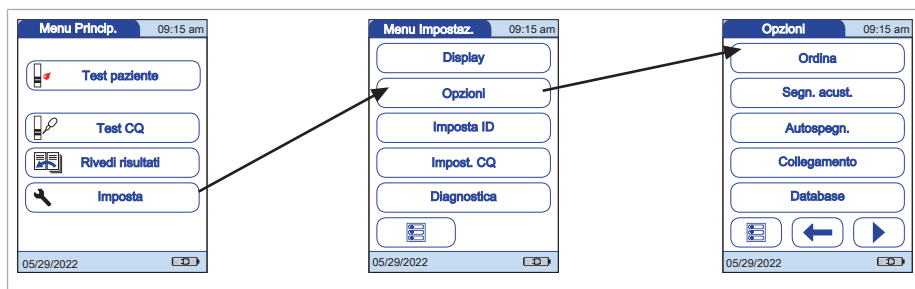 Menu Princip. 09:15 am
Test paziente
Test CQ
Rivedi risultati
Imposta
05/29/2022
Menu Impostaz. 09:15 am
Display
Opzioni
Imposta ID
Impost. CQ
Diagnostica
05/29/2022
Opzioni 09:15 am
Ordina
Segn. acust.
Autospegn.
Collegamento
Database
05/29/2022